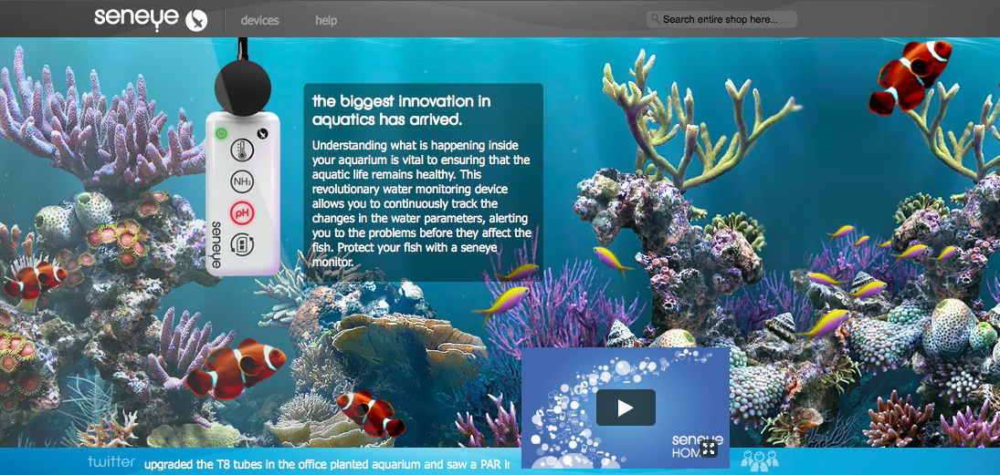 seneye
devices
help
Search entire shop here...
the biggest innovation in
aquatics has arrived.
Understanding what is happening inside
your aquarium is vital to ensuring that the
aquatic life remains healthy. This
revolutionary water monitoring device
allows you to continuously track the
changes in the water parameters, alerting
you to the problems before they affect the
fish. Protect your fish with a seneye
monitor.
NH₃
pH
seneye
seneye
HOME
twitter
upgraded the T8 tubes in the office planted aquarium and saw a PAR i